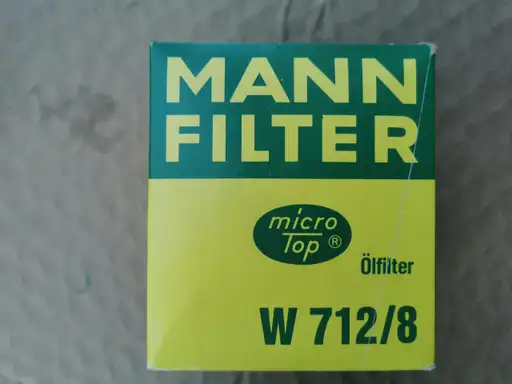 MANN
FILTER
micro
Top ®
Ölfilter
W 712/8